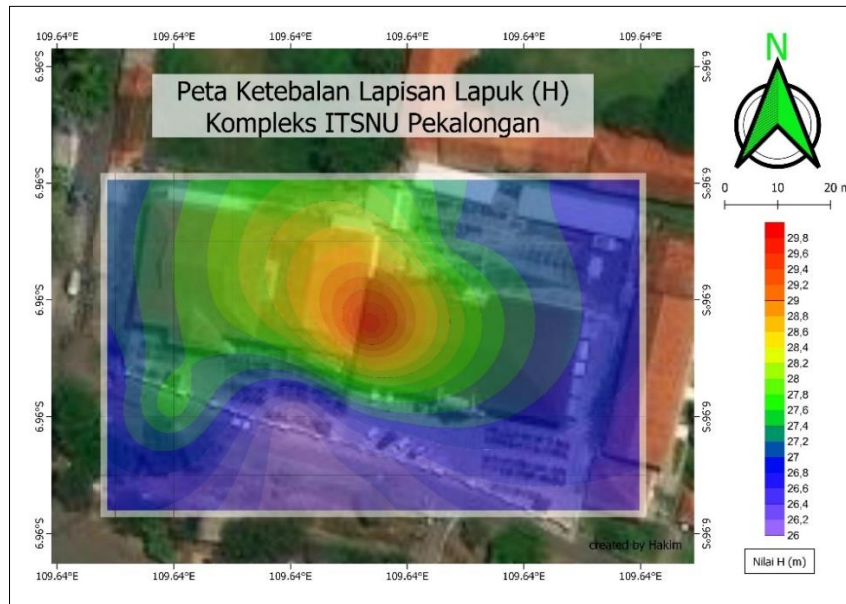 109.64°E 109.64°E 109.64°E 109.64°E 109.64°E 109.64°E
6.96°S 6.96°S
Peta Ketebalan Lapisan Lapuk (H)
Kompleks ITSNU Pekalongan
N
6.96°S 6.96°S
0 10 20 m
29,8
29,6
29,4
29,2
6.96°S 6.96°S
29
28,8
28,6
28,4
28,2
28
27,8
27,6
6.96°S 6.96°S
27,4
27,2
27
26,8
26,6
26,4
26,2
26
6.96°S 6.96°S
created by Hakim
Nilai H (m)
109.64°E 109.64°E 109.64°E 109.64°E 109.64°E 109.64°E